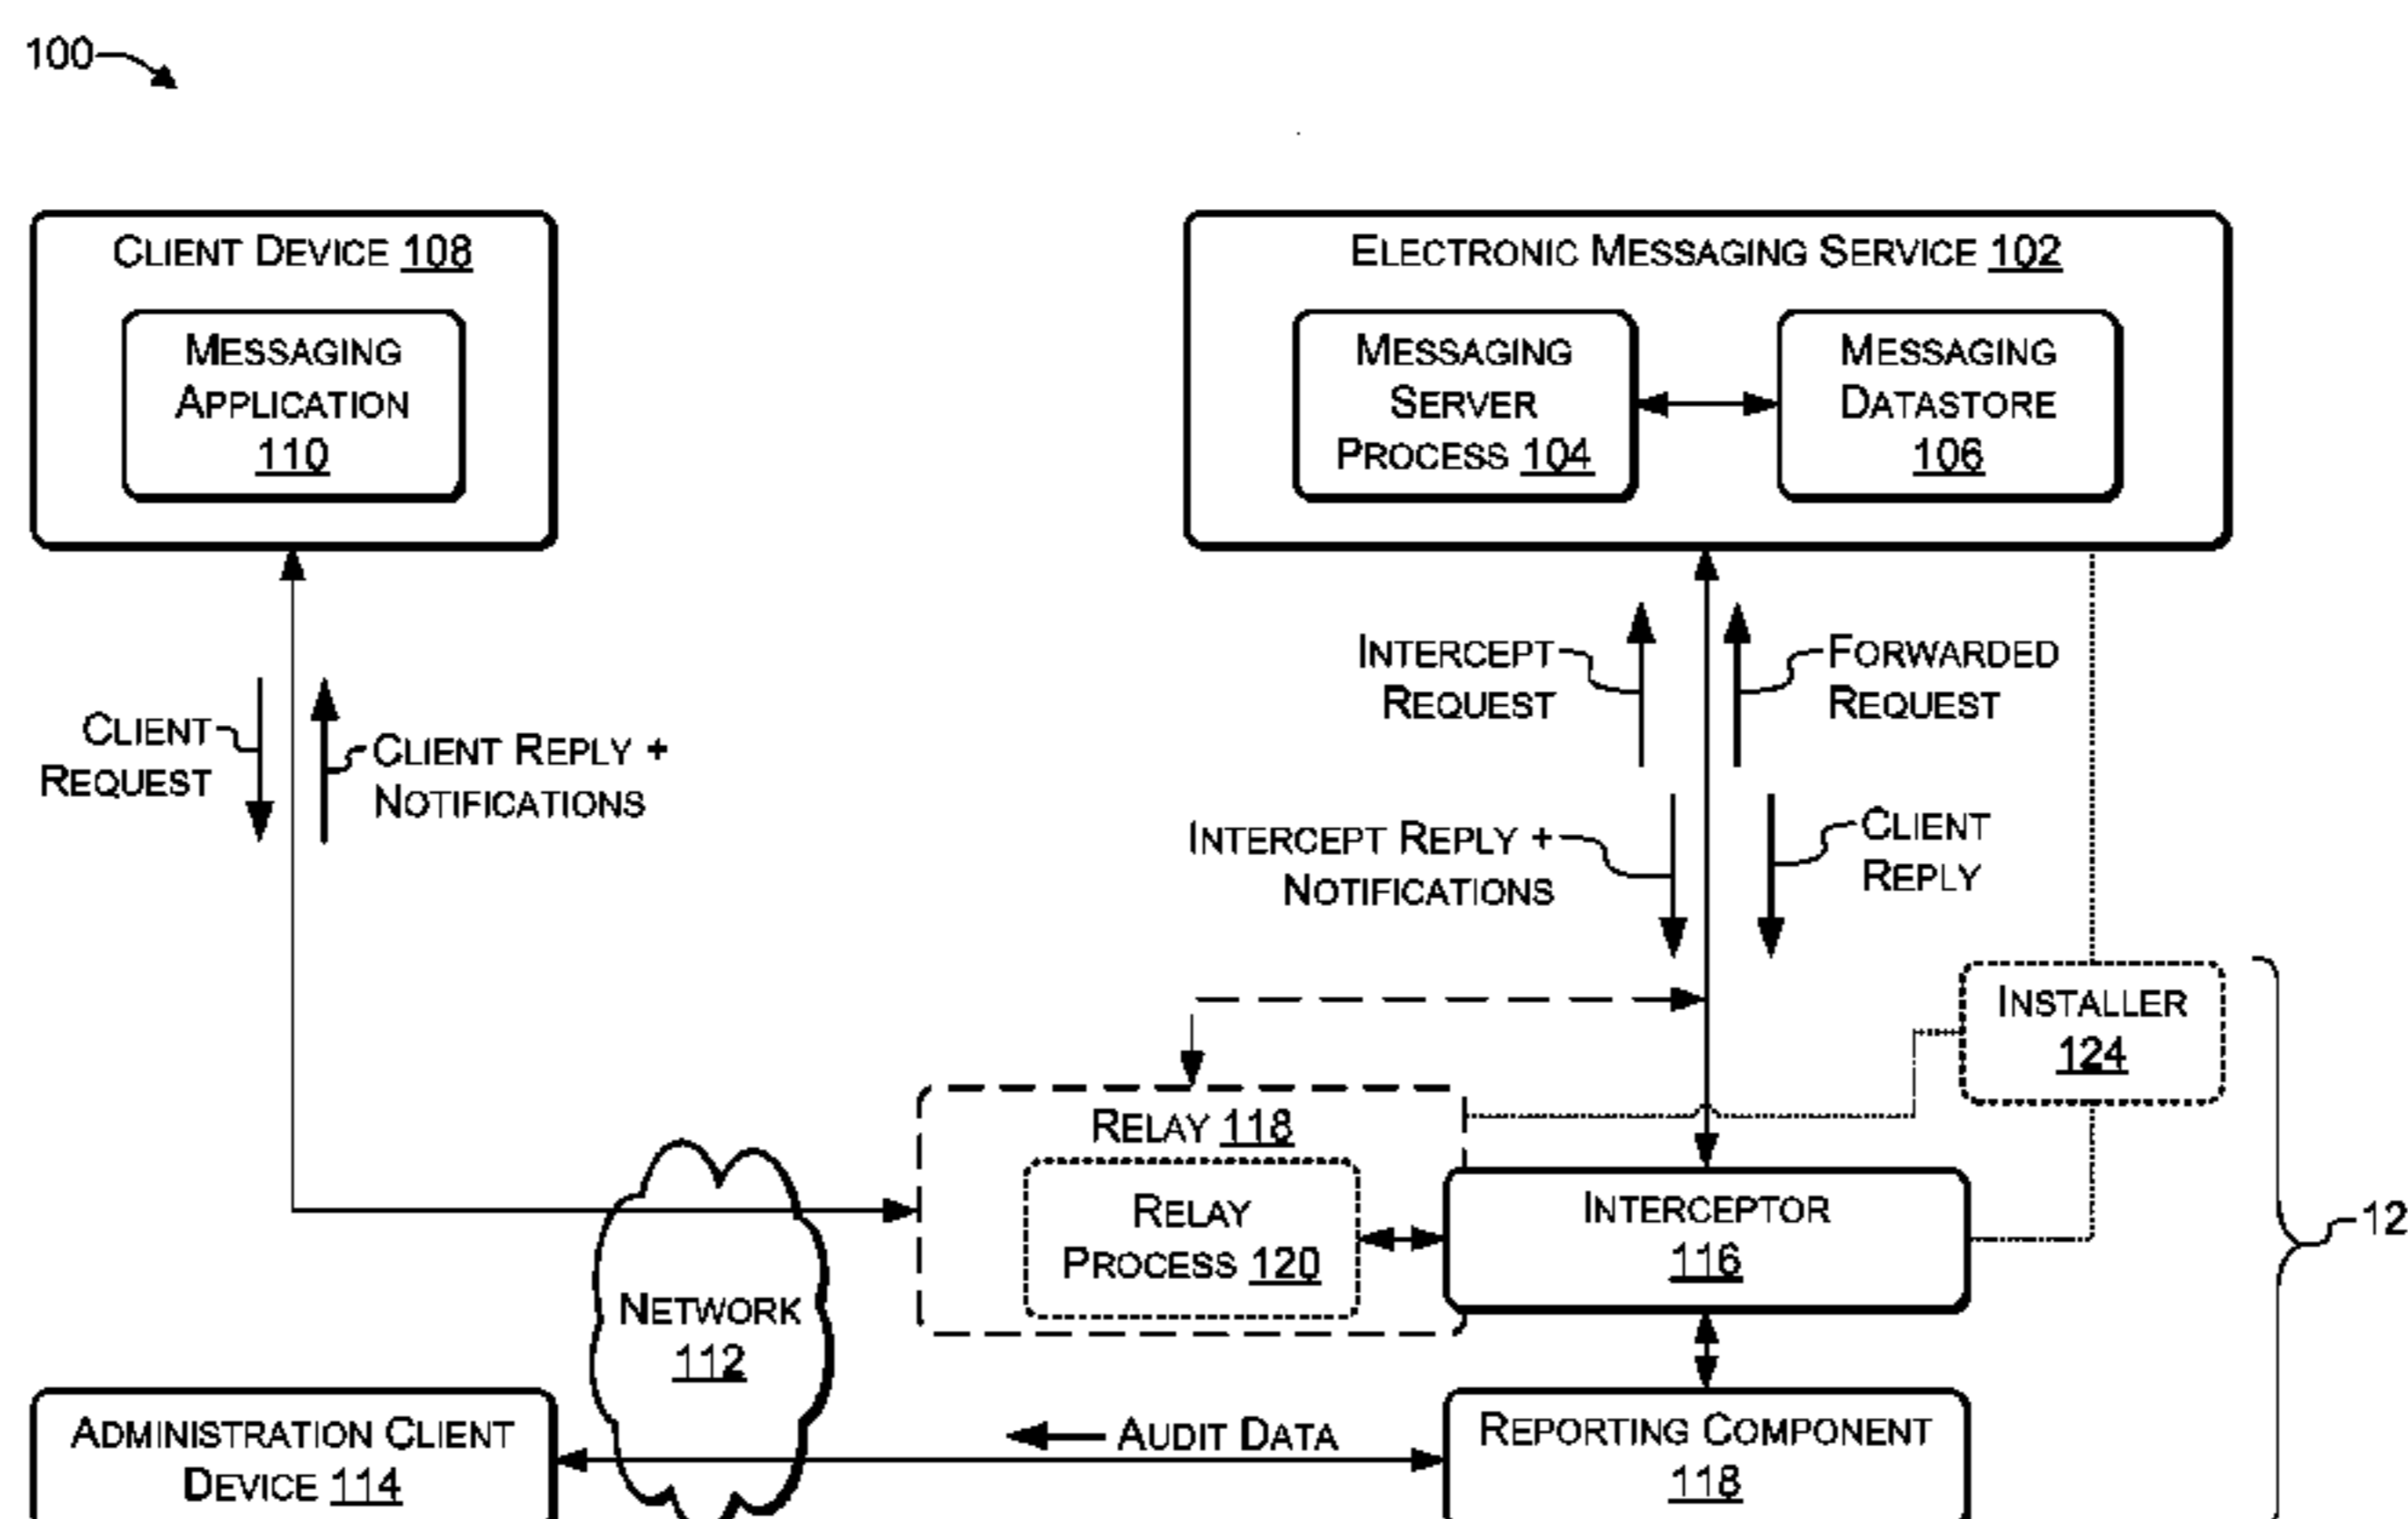 100
CLIENT DEVICE 108
MESSAGING
APPLICATION
110
ELECTRONIC MESSAGING SERVICE 102
MESSAGING
SERVER
PROCESS 104
MESSAGING
DATASTORE
106
CLIENT
REQUEST
CLIENT REPLY +
NOTIFICATIONS
INTERCEPT
REQUEST
FORWARDED
REQUEST
INTERCEPT REPLY +
NOTIFICATIONS
CLIENT
REPLY
INSTALLER
124
RELAY 118
RELAY
PROCESS 120
INTERCEPTOR
116
12
NETWORK
112
ADMINISTRATION CLIENT
DEVICE 114
AUDIT DATA
REPORTING COMPONENT
118